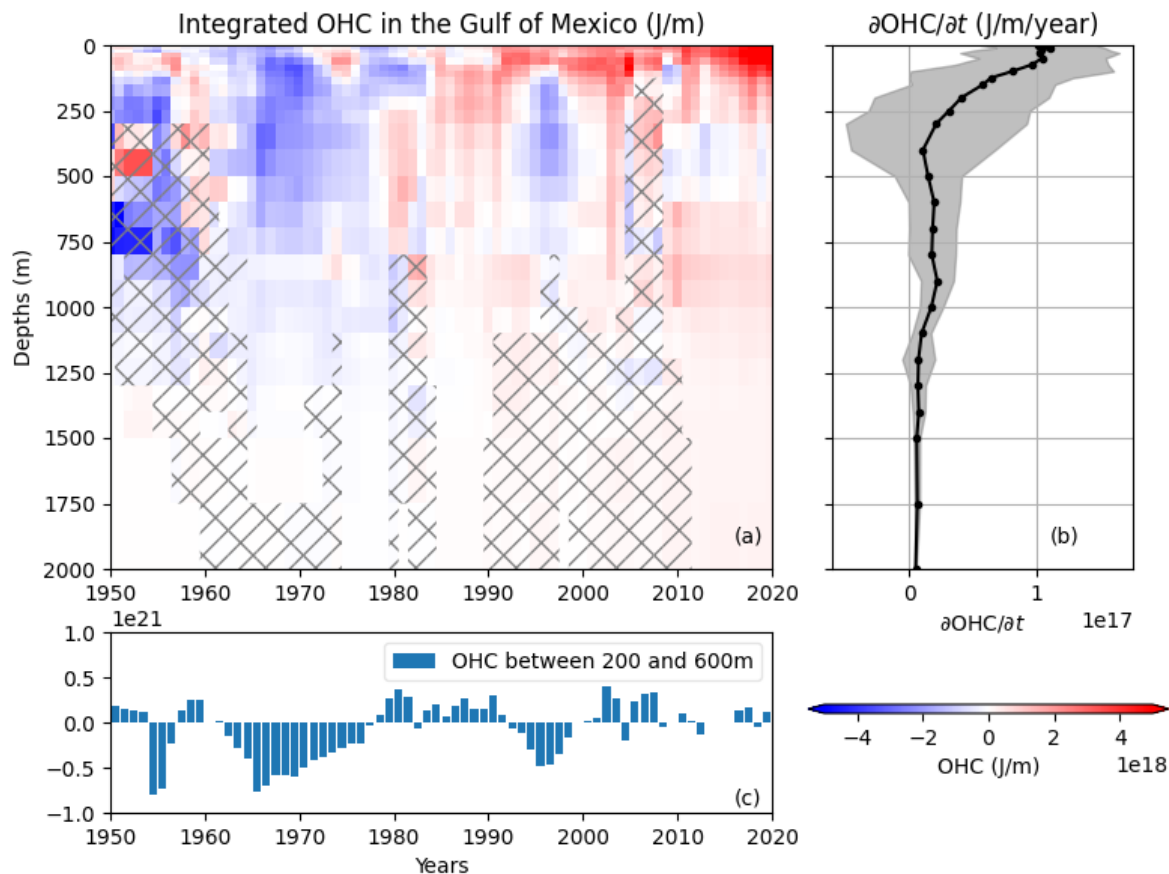 Integrated OHC in the Gulf of Mexico (J/m)
∂OHC/∂t (J/m/year)
0
250
500
750
1000
1250
1500
1750
2000
Depths (m)
(a)
1950 1960 1970 1980 1990 2000 2010 2020
(b)
0 1
∂OHC/∂t 1e17
1e21
1.0
0.5
0.0
−0.5
−1.0
OHC between 200 and 600m
(c)
1950 1960 1970 1980 1990 2000 2010 2020
Years
−4 −2 0 2 4
OHC (J/m) 1e18